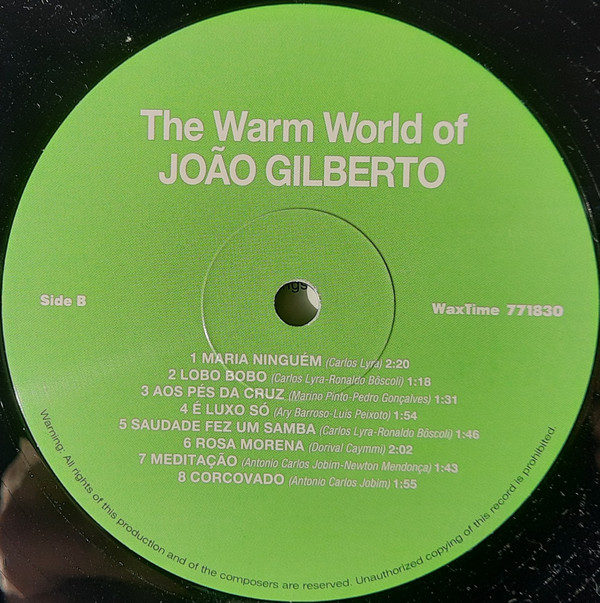 The Warm World of
JOÃO GILBERTO
Side B
WaxTime 771830
1 MARIA NINGUÉM (Carlos Lyra) 2:20
2 LOBO BOBO (Carlos Lyra-Ronaldo Bôscoli) 1:18
3 AOS PÉS DA CRUZ (Marino Pinto-Pedro Gonçalves) 1:31
4 É LUXO SÓ (Ary Barroso-Luís Peixoto) 1:54
5 SAUDADE FEZ UM SAMBA (Carlos Lyra-Ronaldo Bôscoli) 1:46
6 ROSA MORENA (Dorival Caymmi) 2:02
7 MEDITAÇÃO (Antonio Carlos Jobim-Newton Mendonça) 1:43
8 CORCOVADO (Antonio Carlos Jobim) 1:55
Warning: All rights of this production and of the composers are reserved. Unauthorized copying of this record is prohibited.